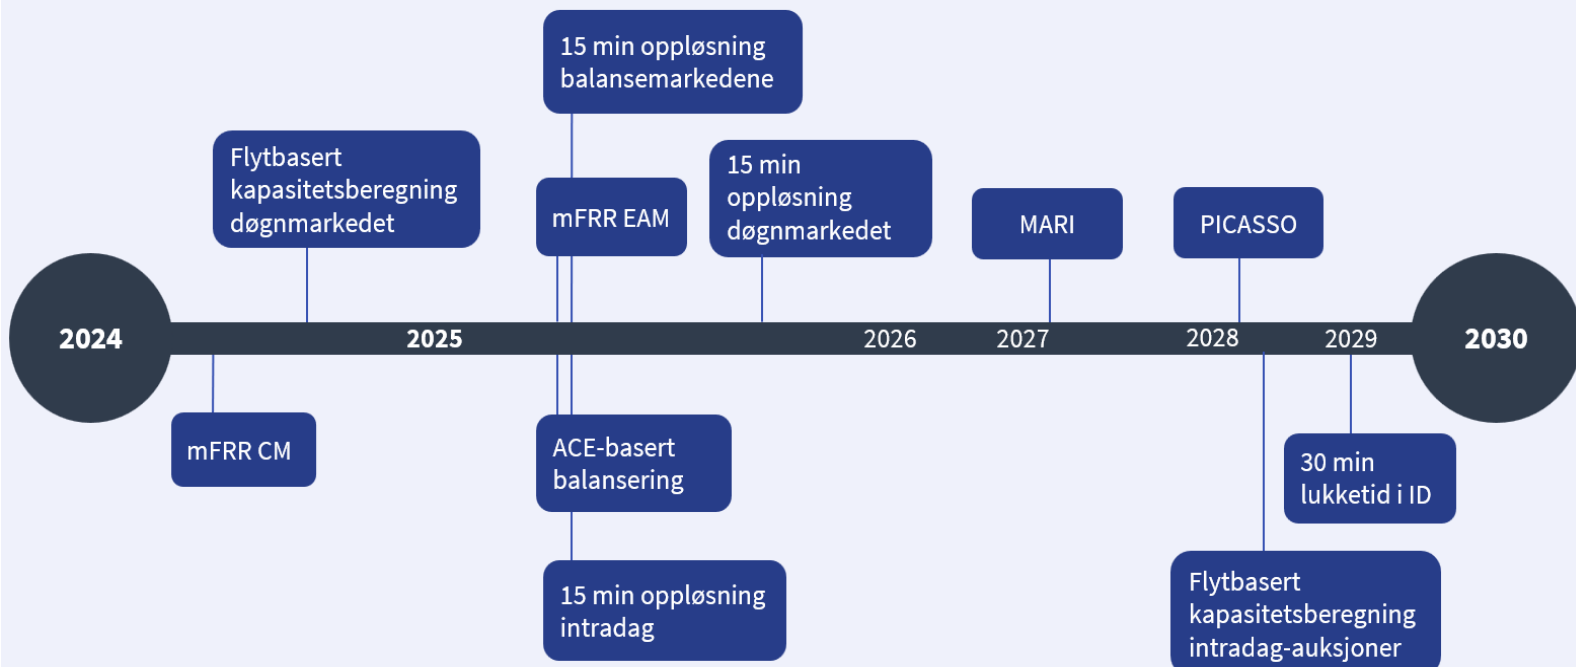 15 min oppløsning
balansemarkedene
Flytbasert
kapasitetsberegning
døgnmarkedet
mFRR EAM
15 min
oppløsning
døgnmarkedet
MARI
PICASSO
2024
2025
2026
2027
2028
2029
2030
mFRR CM
ACE-basert
balansering
30 min
lukketid i ID
15 min oppløsning
intradag
Flytbasert
kapasitetsberegning
intradag-auksjoner